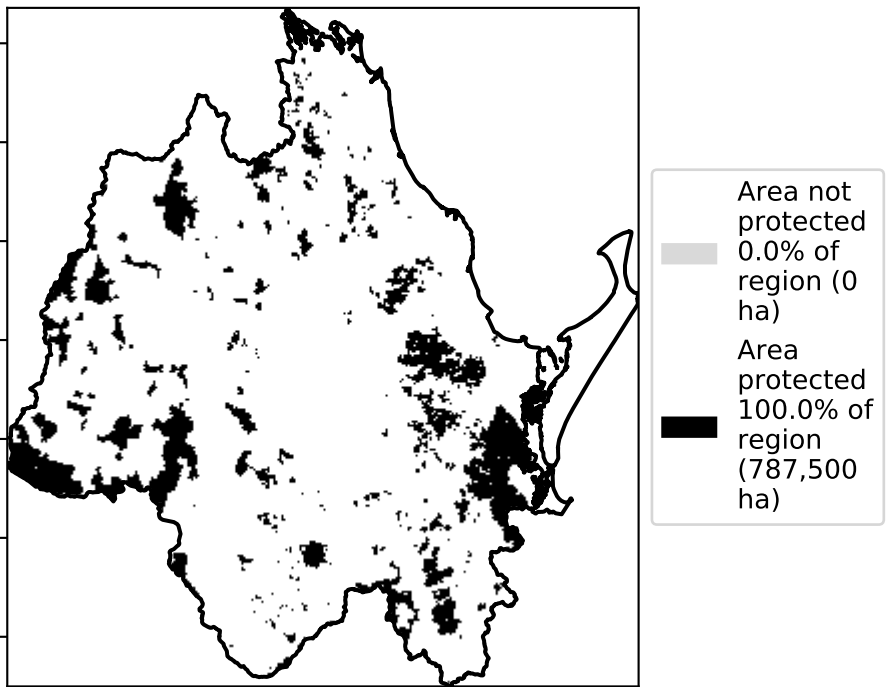 Area not
protected
0.0% of
region (0
ha)
Area
protected
100.0% of
region
(787,500
ha)